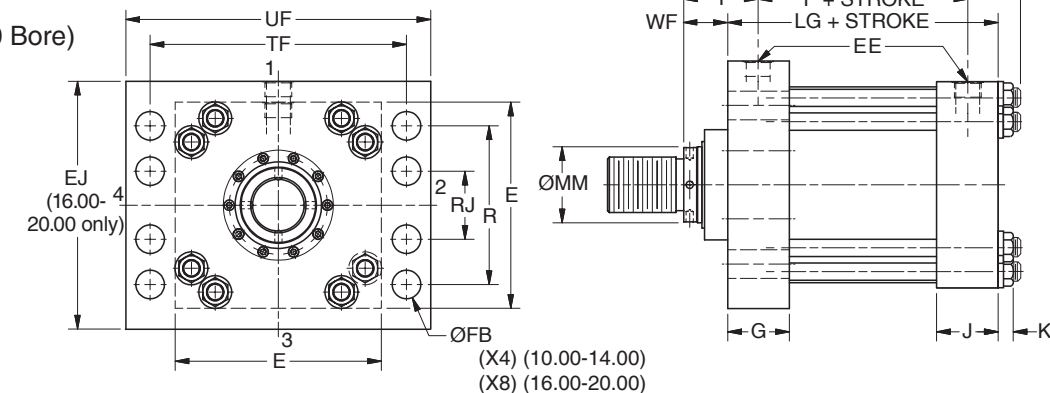 UF
TF
Bore)
1
EJ
(16.00-
20.00 only)
4
2
RJ
R
E
3
E
ØFB
(X4) (10.00-14.00)
(X8) (16.00-20.00)
+ STROKE
WF
LG + STROKE
EE
ØMM
G
J
K